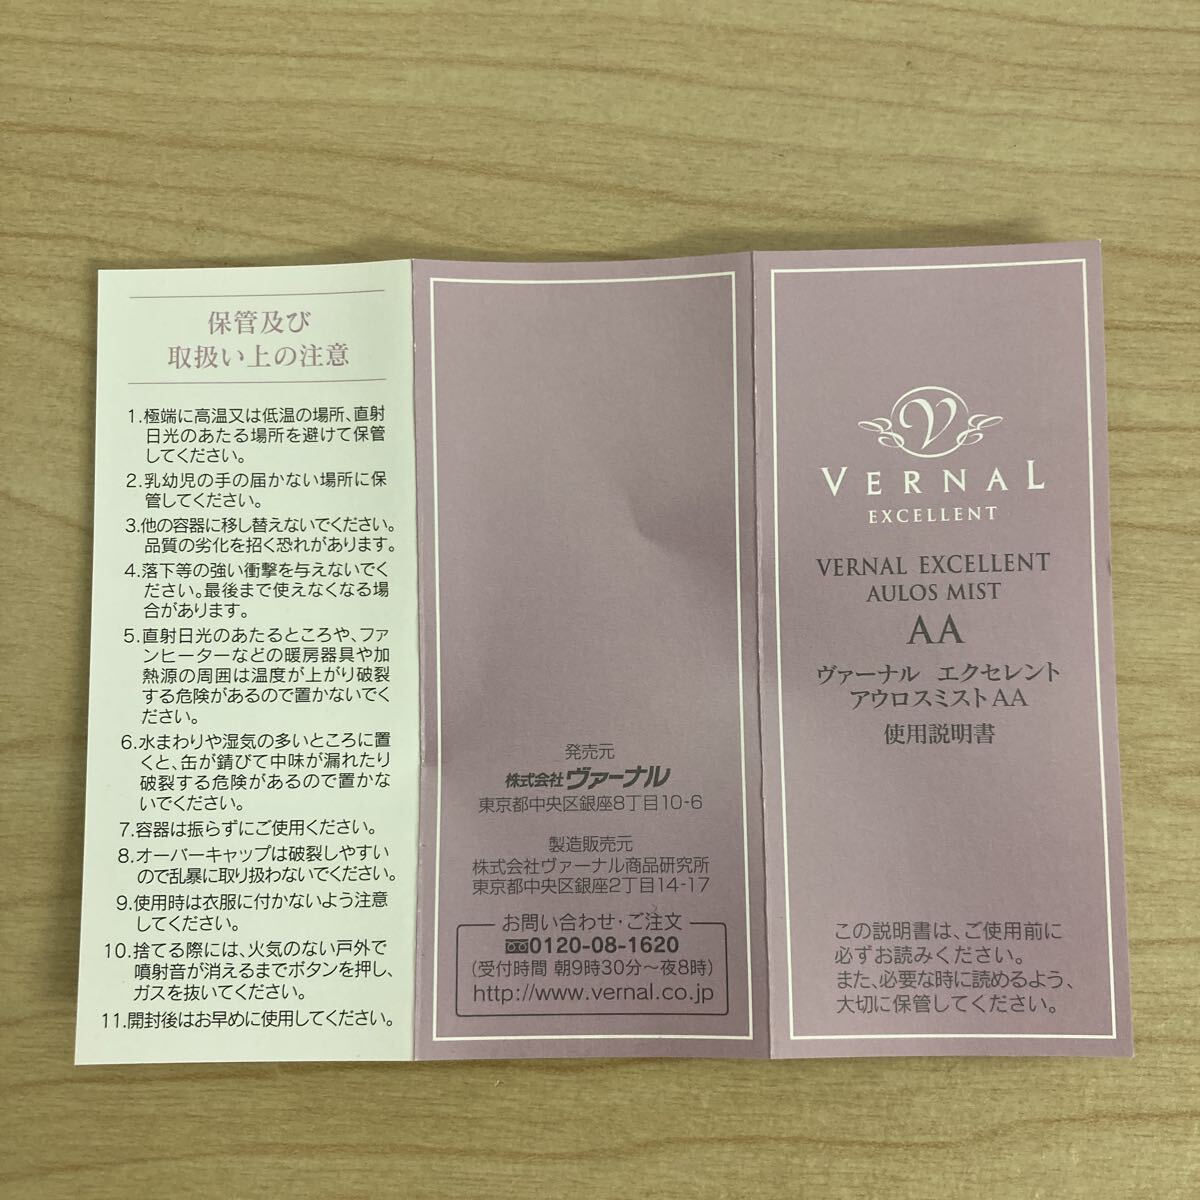 保管及び
取扱い上の注意
1.極端に高温又は低温の場所、直射
日光のあたる場所を避けて保管
してください。
2.乳幼児の手の届かない場所に保
管してください。
3.他の容器に移し替えないでください。
品質の劣化を招く恐れがあります。
4.落下等の強い衝撃を与えないでく
ださい。最後まで使えなくなる場
合があります。
5.直射日光のあたるところや、ファ
ンヒーターなどの暖房器具や加
熱源の周囲は温度が上がり破裂
する危険があるので置かないでく
ださい。
6.水まわりや湿気の多いところに置
くと、缶が錆びて中味が漏れたり
破裂する危険があるので置かな
いでください。
7.容器は振らずにご使用ください。
8.オーバーキャップは破裂しやすい
ので乱暴に取り扱わないでください。
9.使用時は衣服に付かないよう注意
してください。
10.捨てる際には、火気のない戸外で
噴射音が消えるまでボタンを押し、
ガスを抜いてください。
11.開封後はお早めに使用してください。
発売元
株式会社ヴァーナル
東京都中央区銀座8丁目10-6
製造販売元
株式会社ヴァーナル商品研究所
東京都中央区銀座2丁目14-17
お問い合わせ・ご注文
0120-08-1620
(受付時間 朝9時30分〜夜8時)
http://www.vernal.co.jp
V
VERNAL
EXCELLENT
VERNAL EXCELLENT
AULOS MIST
AA
ヴァーナル エクセレント
アウロスミストAA
使用説明書
この説明書は、ご使用前に
必ずお読みください。
また、必要な時に読めるよう、
大切に保管してください。